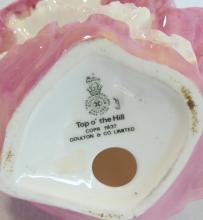 Top o' the Hill
COPR 1937
DOULTON & CO LIMITED